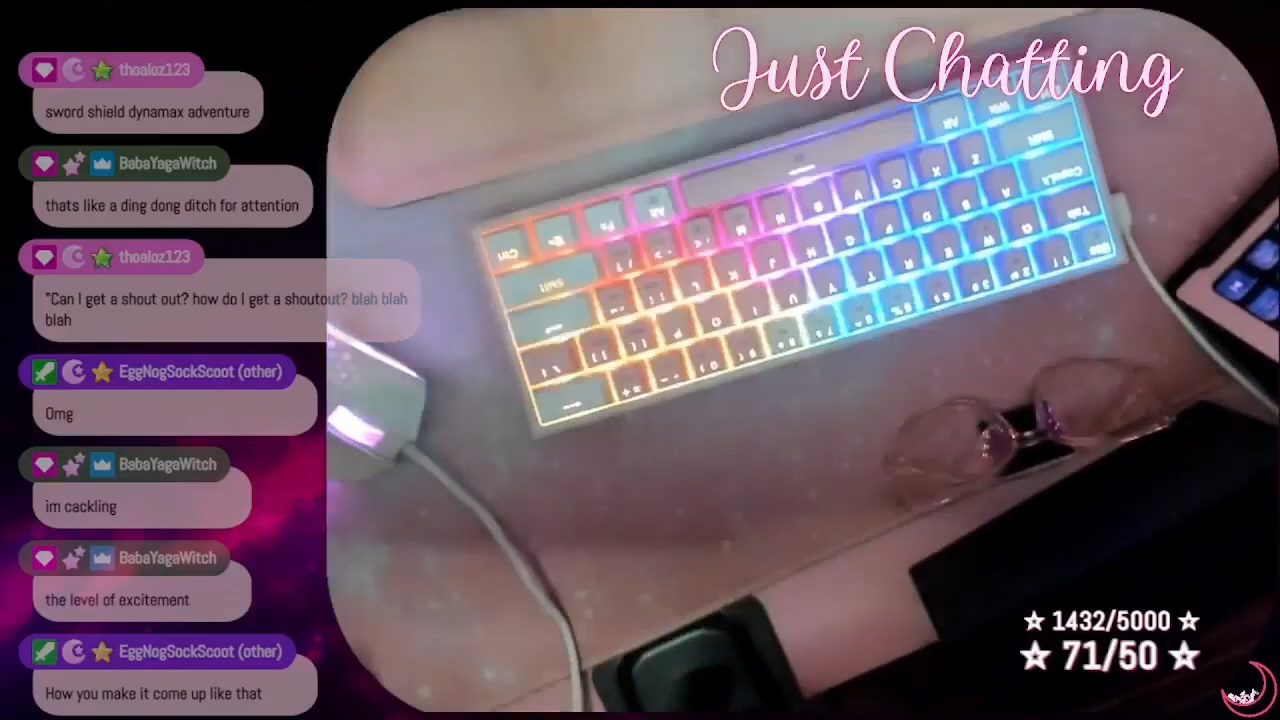 Just Chatting
thoaloz123
sword shield dynamax adventure
BabaYagaWitch
thats like a ding dong ditch for attention
thoaloz123
"Can I get a shout out? how do I get a shoutout? blah blah
blah
EggNogSockScoot (other)
Omg
BabaYagaWitch
im cackling
BabaYagaWitch
the level of excitement
EggNogSockScoot (other)
How you make it come up like that
☆ 1432/5000 ☆
☆ 71/50 ☆